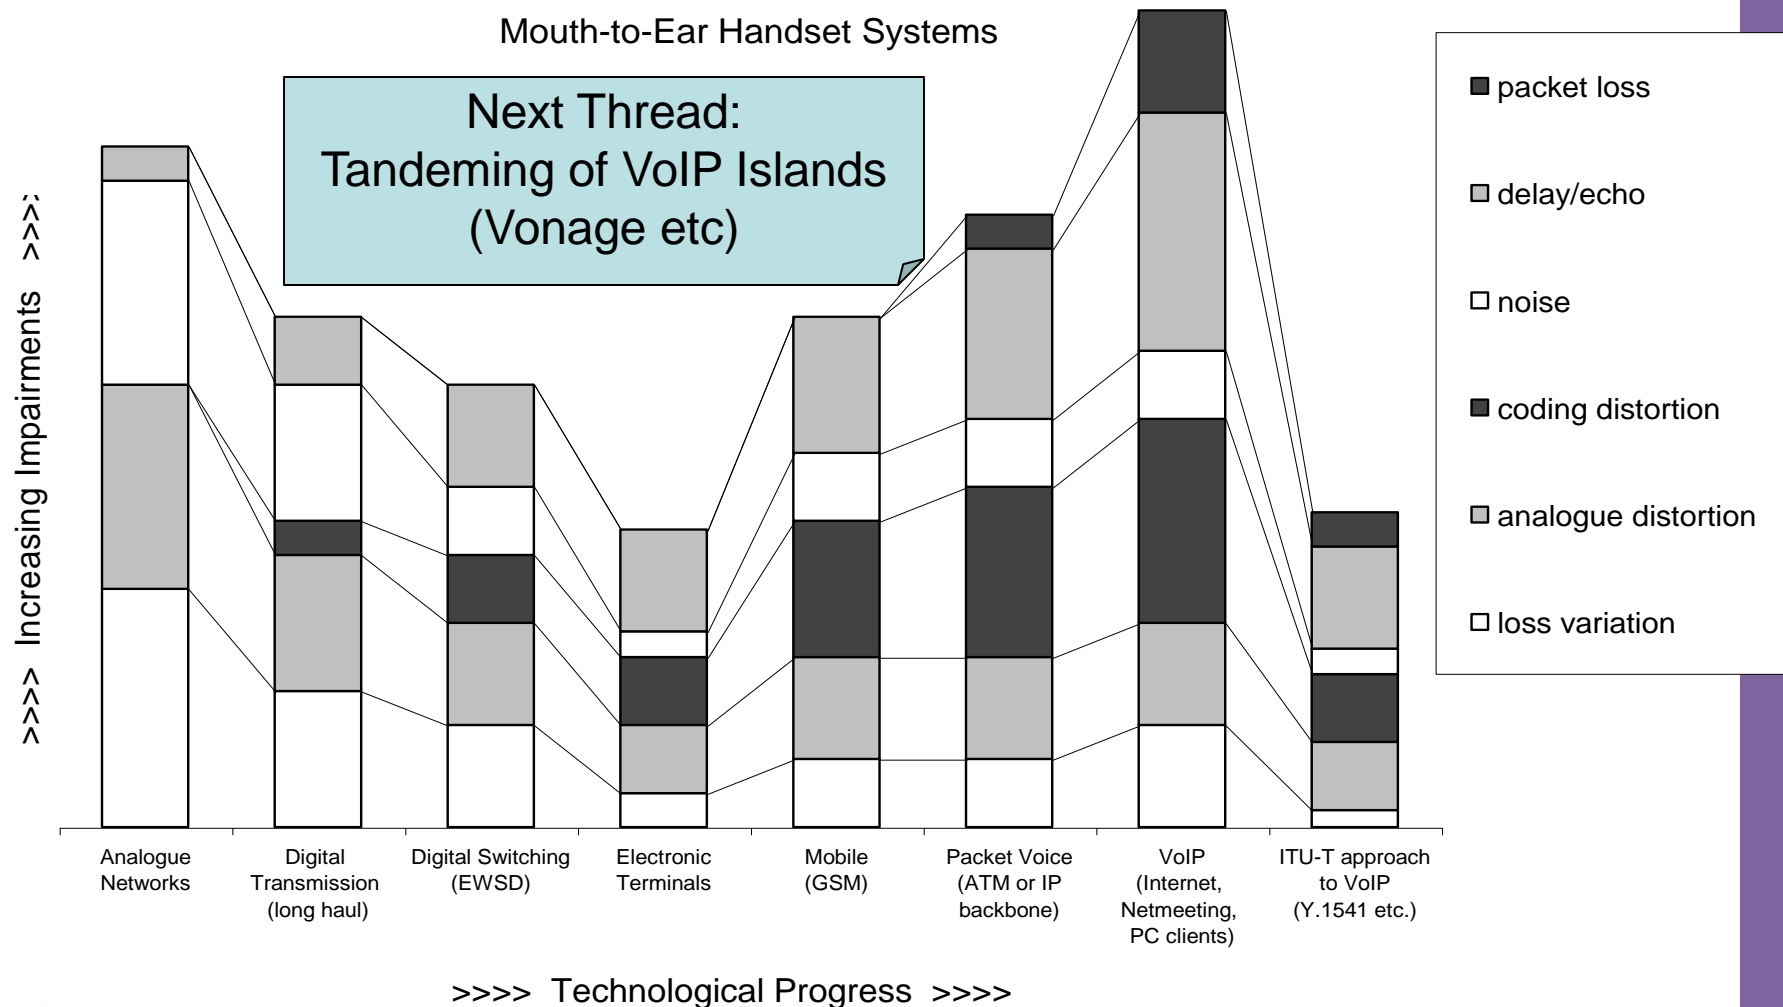 Mouth-to-Ear Handset Systems
Next Thread:
Tandeming of VoIP Islands
(Vonage etc)
packet loss
delay/echo
noise
coding distortion
analogue distortion
loss variation
>>>> Increasing Impairments >>>>
Analogue
Networks
Digital
Transmission
(long haul)
Digital Switching
(EWSD)
Electronic
Terminals
Mobile
(GSM)
Packet Voice
(ATM or IP
backbone)
VoIP
(Internet,
Netmeeting,
PC clients)
ITU-T approach
to VoIP
(Y.1541 etc.)
>>>> Technological Progress >>>>